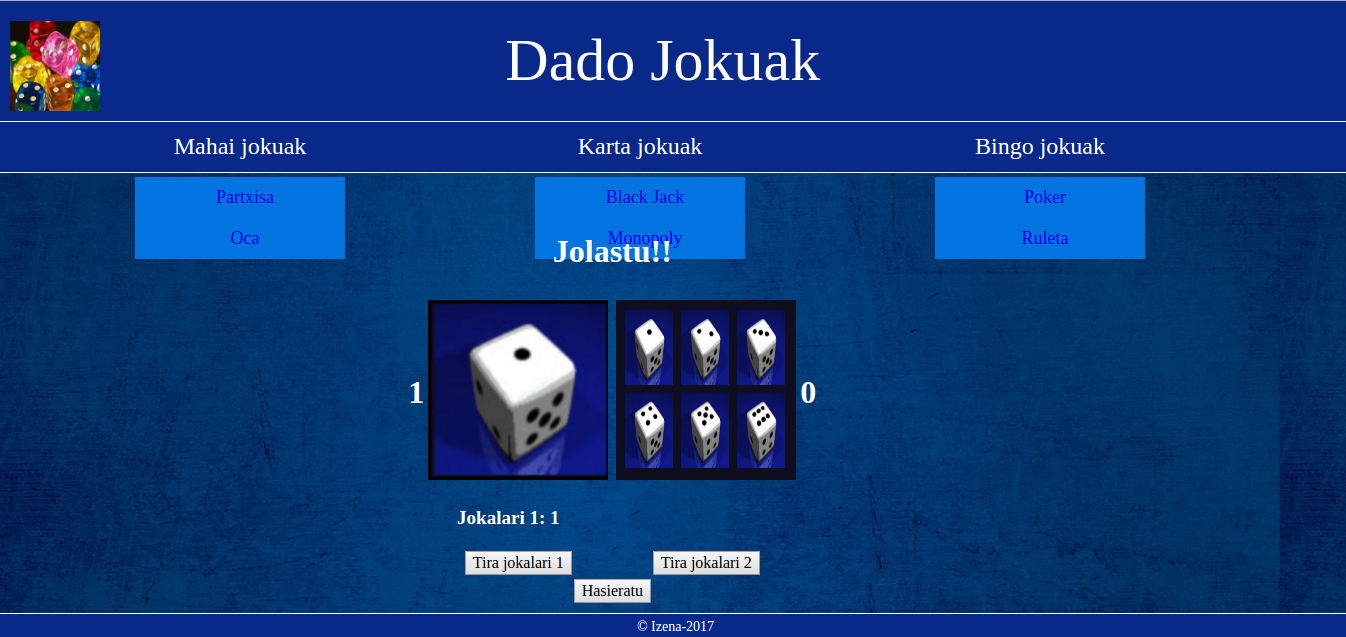 Dado Jokuak
Mahai jokuak Karta jokuak Bingo jokuak
Partxisa Black Jack Poker
Oca Monopoly Ruleta
Jolastu!!
1 0
Jokalari 1: 1
Tira jokalari 1 Tira jokalari 2
Hasieratu
© Izena-2017